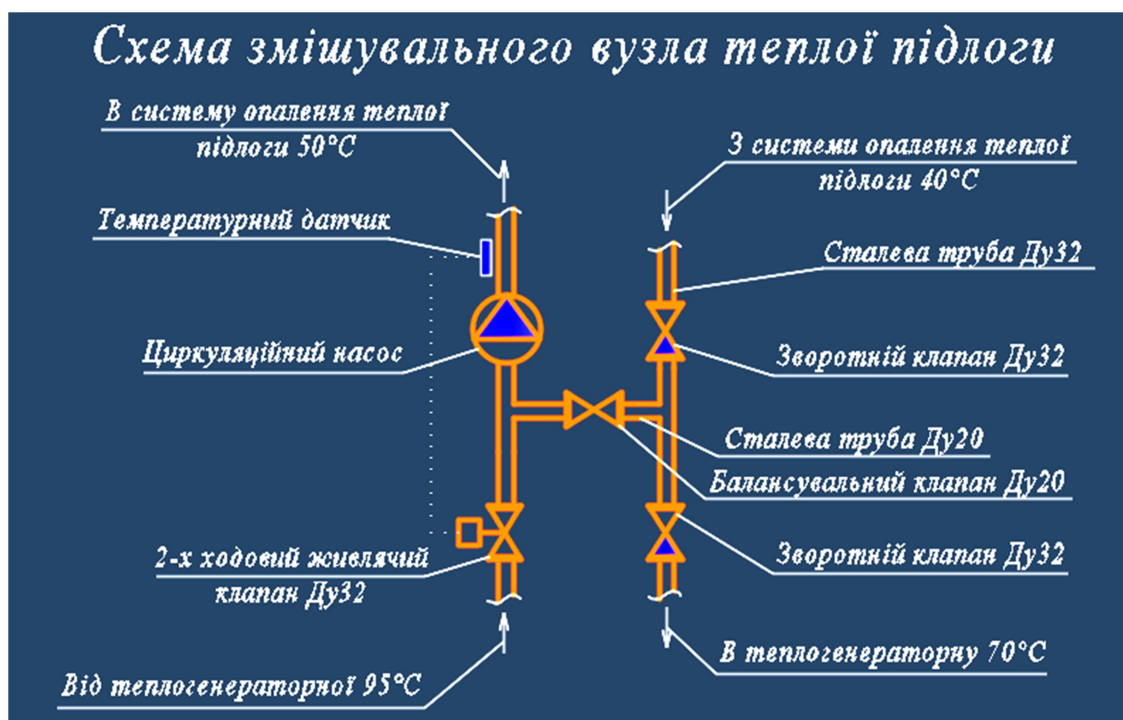 Схема змішувального вузла теплої підлоги
В систему опалення теплої
підлоги 50°С
З системи опалення теплої
підлоги 40°С
Температурний датчик
Сталева труба Ду32
Циркуляційний насос
Зворотній клапан Ду32
Сталева труба Ду20
Балансувальний клапан Ду20
2-х ходовий живлячий
клапан Ду32
Зворотній клапан Ду32
В теплогенераторну 70°С
Від теплогенераторної 95°С